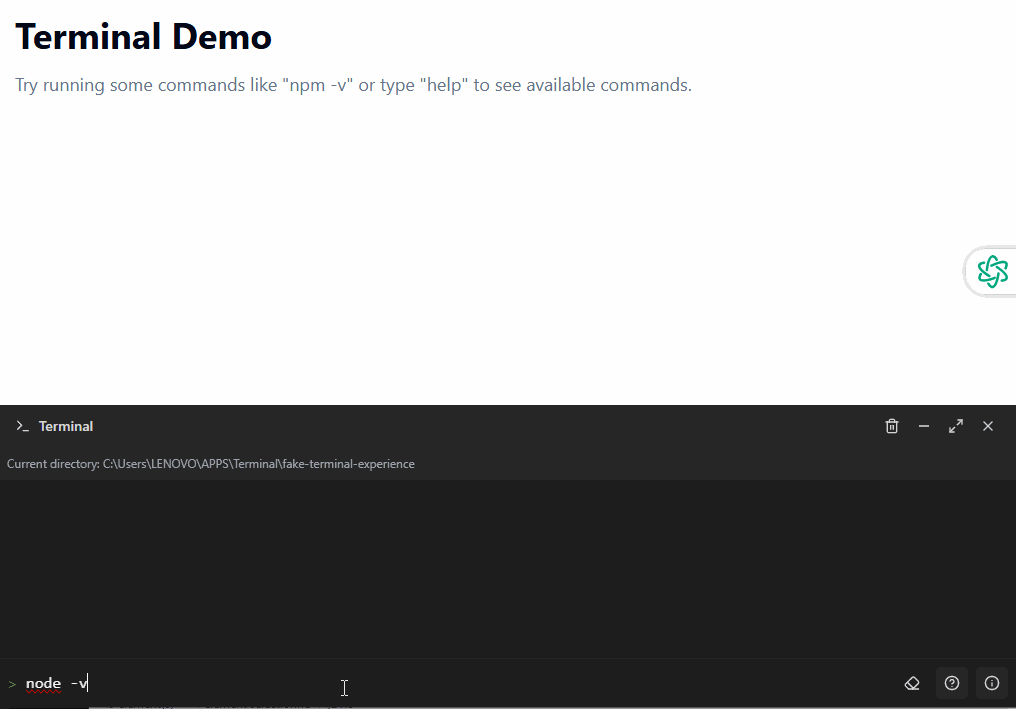 Terminal Demo
Try running some commands like "npm -v" or type "help" to see available commands.
Terminal
Current directory: C:\Users\LENOVO\APPS\Terminal\fake-terminal-experience
> node -v